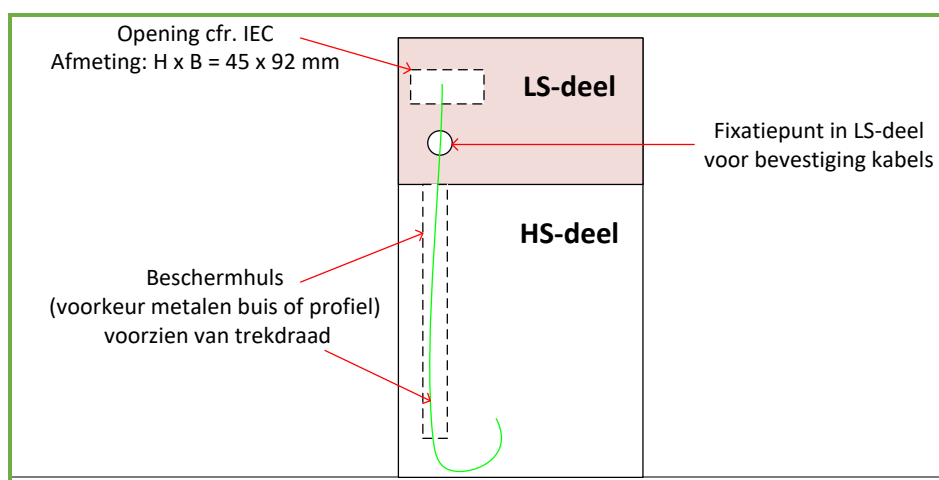 Opening cfr. IEC
Afmeting: H x B = 45 x 92 mm
LS-deel
Fixatiepunt in LS-deel
voor bevestiging kabels
HS-deel
Beschermhuls
(voorkeur metalen buis of profiel)
voorzien van trekdraad